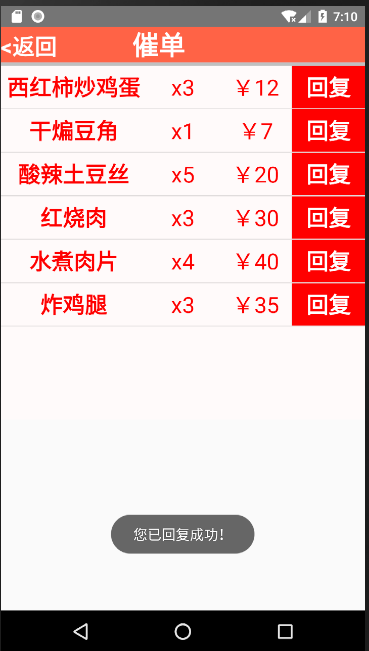 7:10
<返回 催单
西红柿炒鸡蛋 x3 ￥12 回复
干煸豆角 x1 ￥7 回复
酸辣土豆丝 x5 ￥20 回复
红烧肉 x3 ￥30 回复
水煮肉片 x4 ￥40 回复
炸鸡腿 x3 ￥35 回复
您已回复成功！